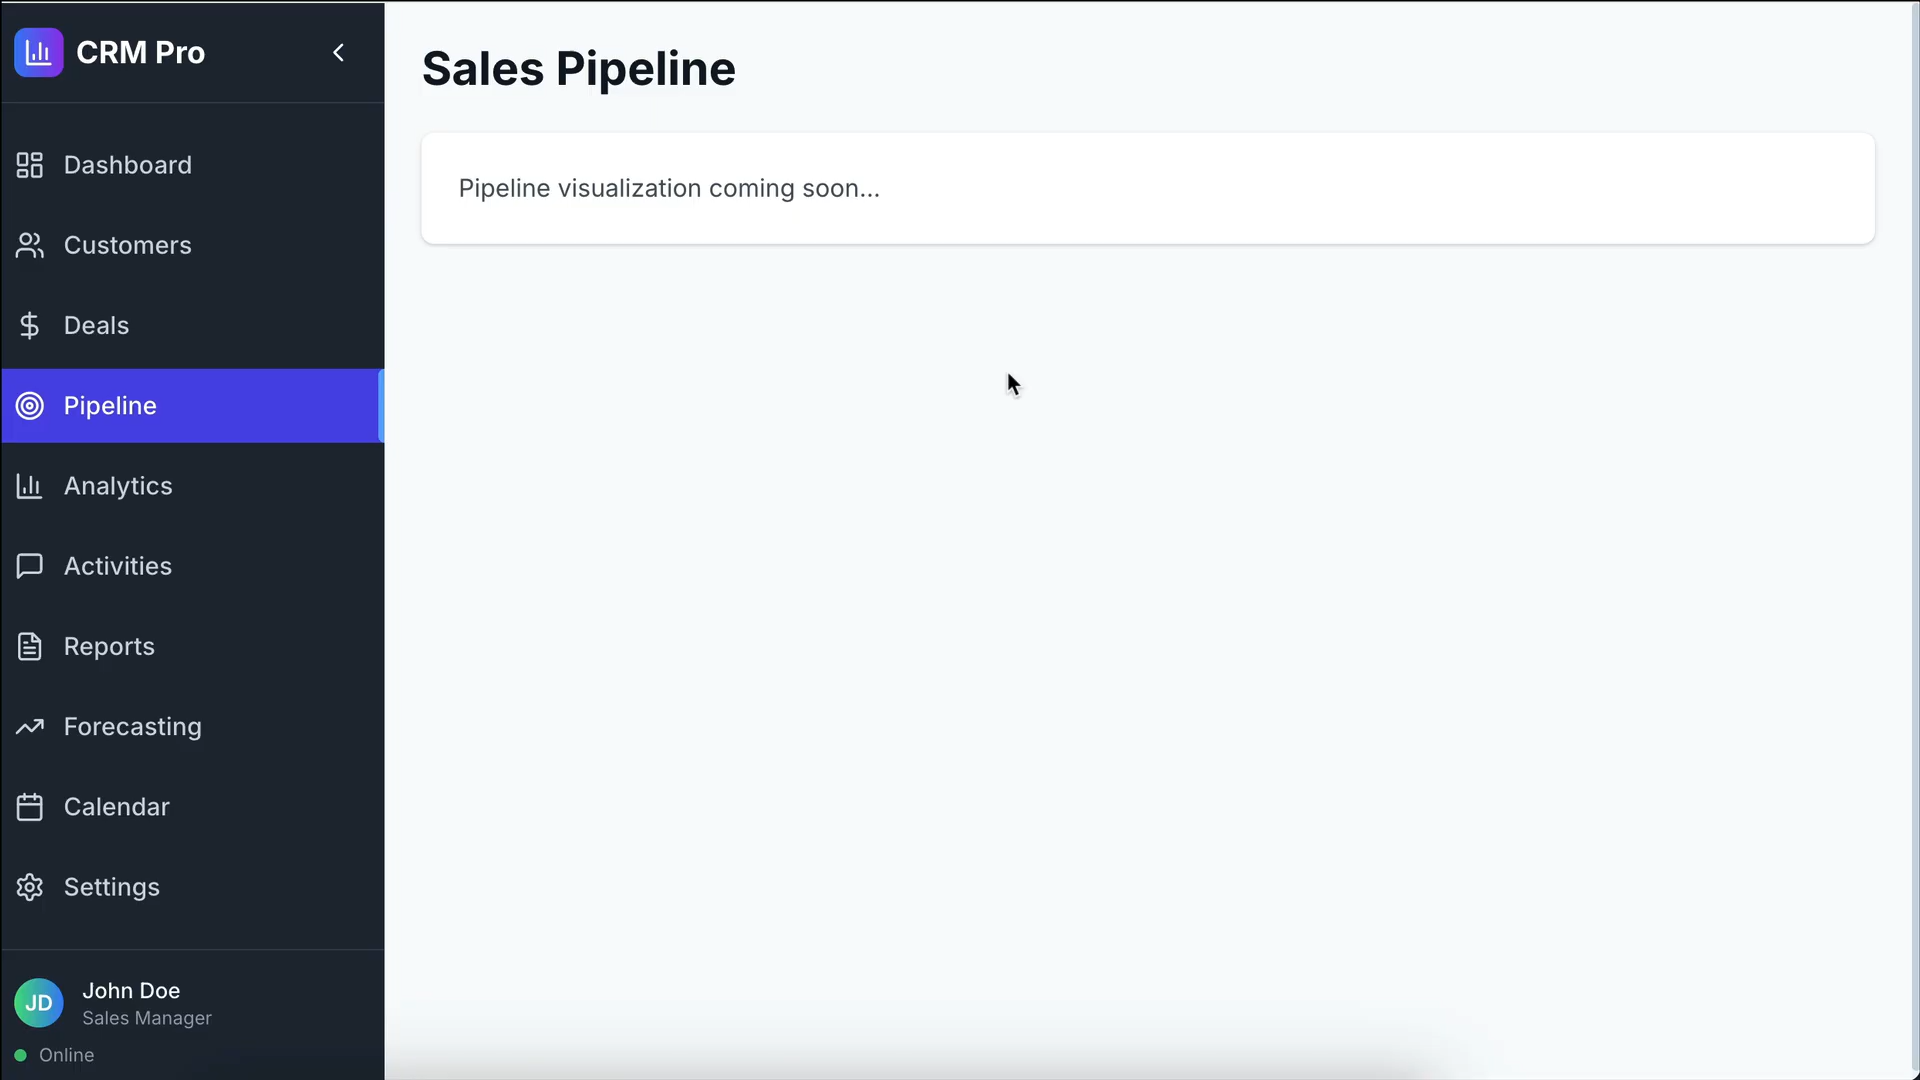 CRM Pro
Dashboard
Customers
Deals
Pipeline
Analytics
Activities
Reports
Forecasting
Calendar
Settings
JD
John Doe
Sales Manager
Online
Sales Pipeline
Pipeline visualization coming soon...